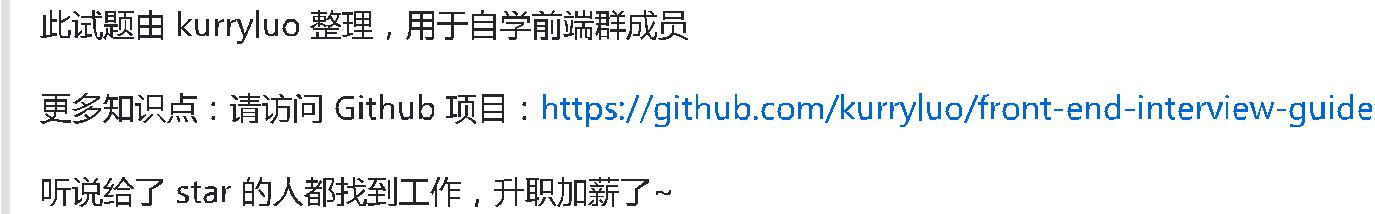 此试题由 kurryluo 整理，用于自学前端群成员
更多知识点：请访问 Github 项目：https://github.com/kurryluo/front-end-interview-guide
听说给了 star 的人都找到工作，升职加薪了~